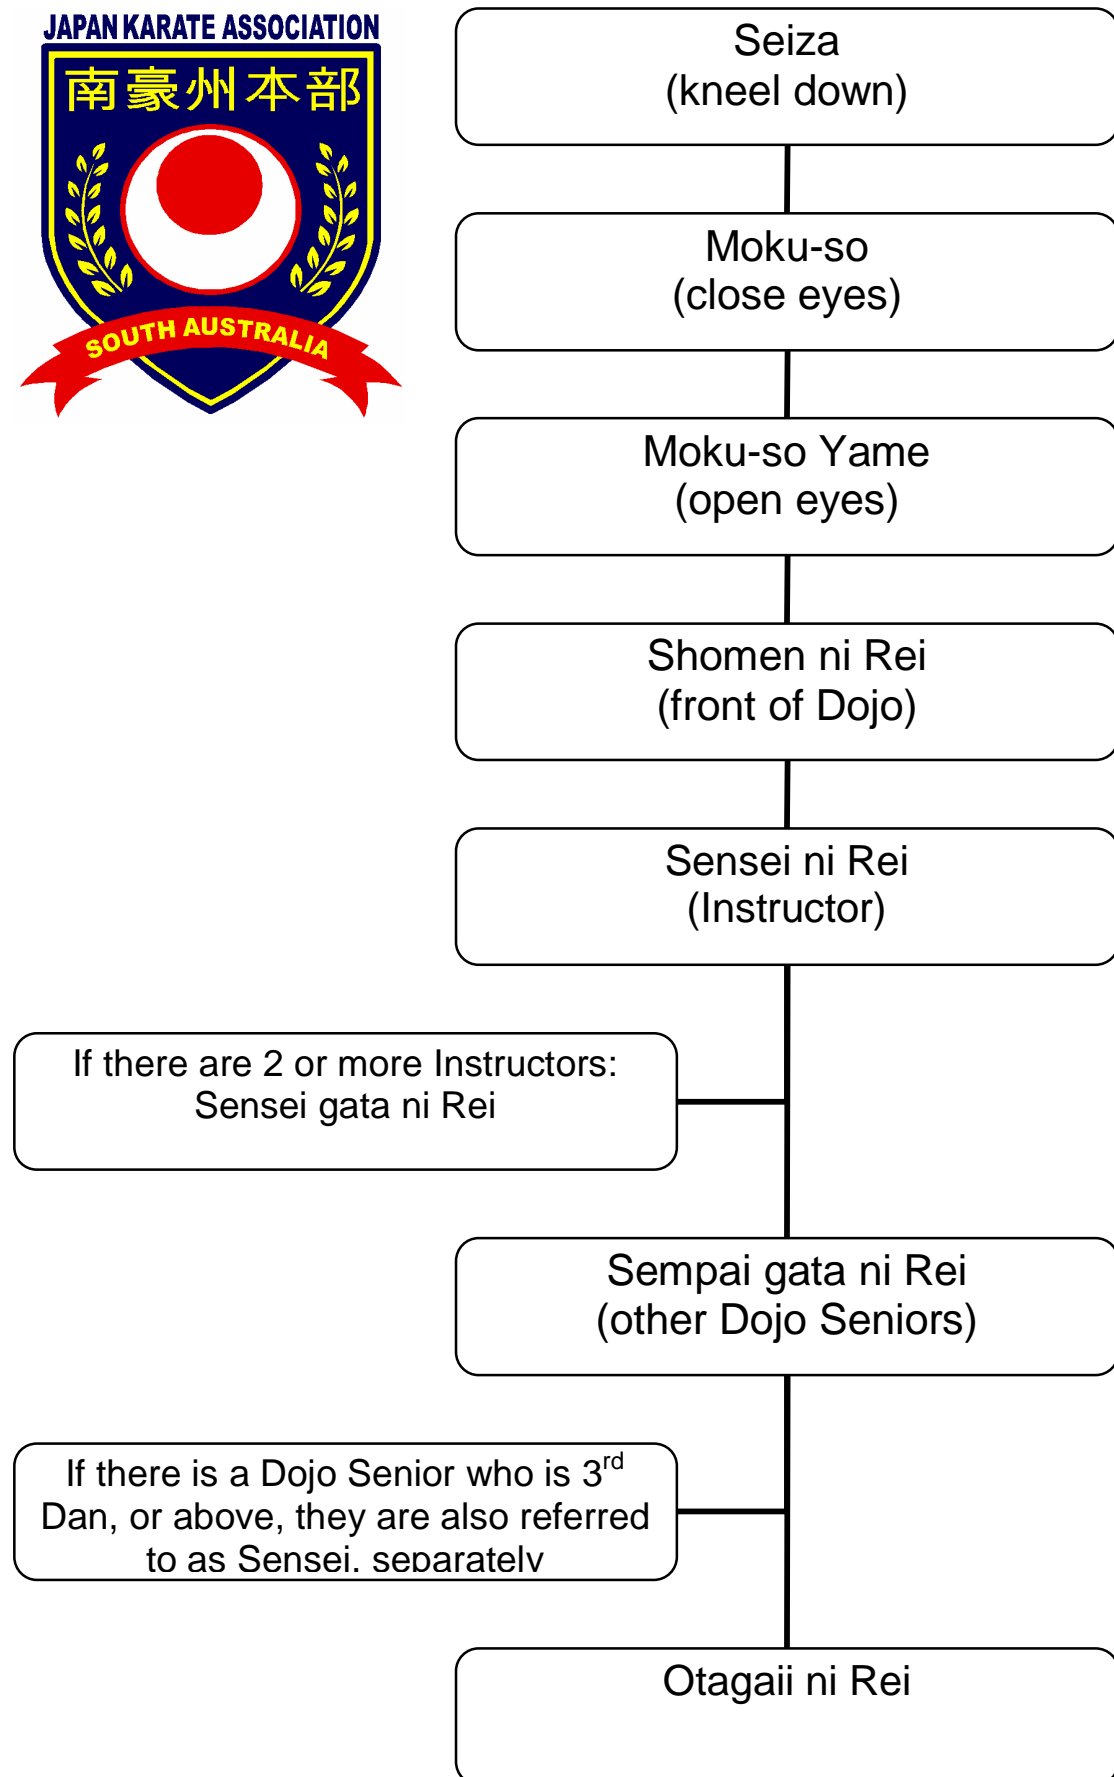 JAPAN KARATE ASSOCIATION
南豪州本部
SOUTH AUSTRALIA
Seiza
(kneel down)
Moku-so
(close eyes)
Moku-so Yame
(open eyes)
Shomen ni Rei
(front of Dojo)
Sensei ni Rei
(Instructor)
If there are 2 or more Instructors:
Sensei gata ni Rei
Sempai gata ni Rei
(other Dojo Seniors)
If there is a Dojo Senior who is 3rd
Dan, or above, they are also referred
to as Sensei, separately
Otagaii ni Rei